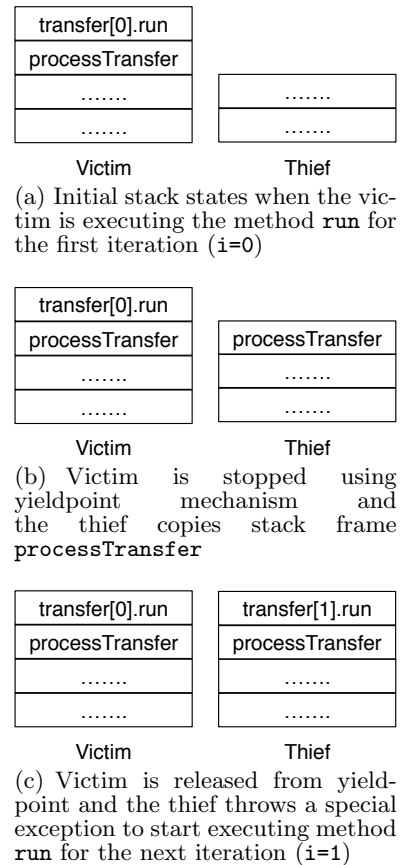 transfer[0].run
processTransfer
.......
.......
.......
.......
Victim
Thief
(a) Initial stack states when the vic-
tim is executing the method run for
the first iteration (i=0)
transfer[0].run
processTransfer
.......
.......
processTransfer
.......
.......
Victim
Thief
(b) Victim is stopped using
yieldpoint mechanism and
the thief copies stack frame
processTransfer
transfer[0].run
processTransfer
.......
.......
transfer[1].run
processTransfer
.......
.......
Victim
Thief
(c) Victim is released from yield-
point and the thief throws a special
exception to start executing method
run for the next iteration (i=1)